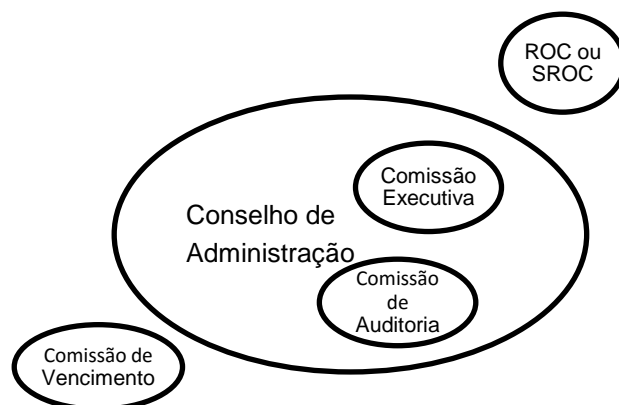 ROC ou
SROC
Comissão
Executiva
Conselho de
Administração
Comissão
de
Auditoria
Comissão de
Vencimento